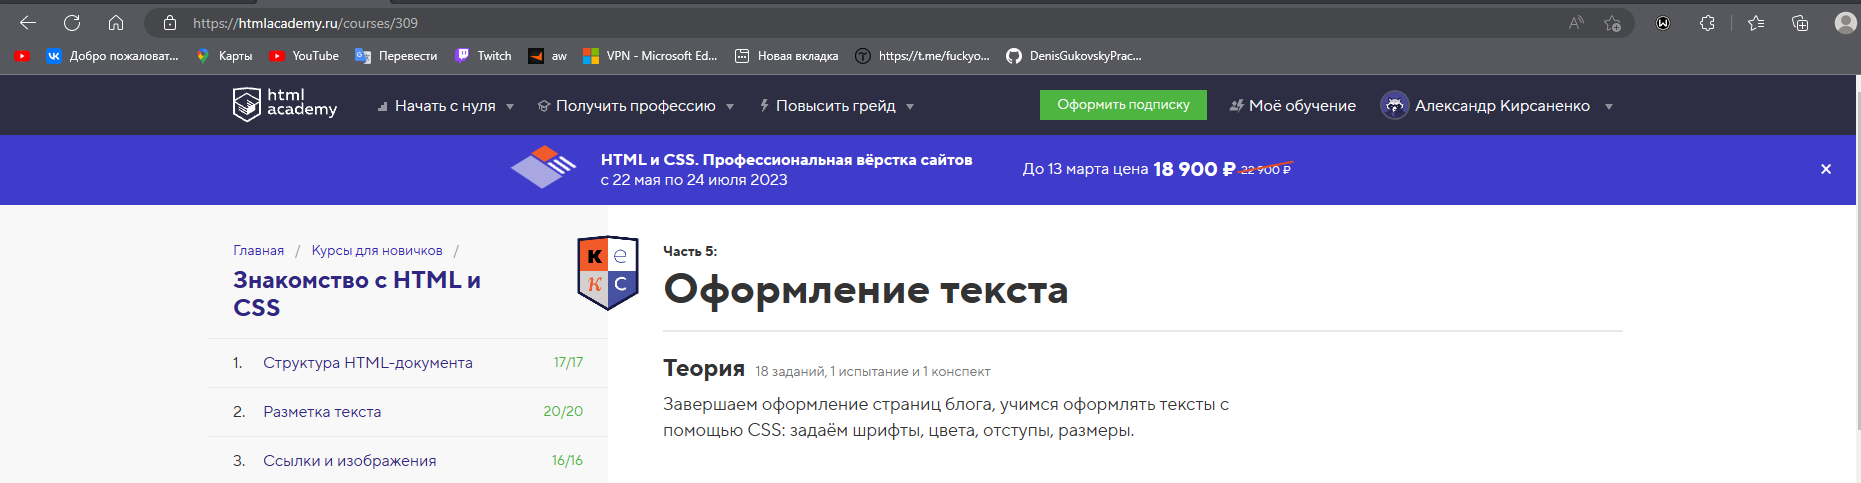 https://htmlacademy.ru/courses/309
Добро пожаловат...
Карты
YouTube
Перевести
Twitch
aw
VPN - Microsoft Ed...
Новая вкладка
https://t.me/fuckyo...
DenisGukovskyPrac...
html
academy
Начать с нуля
Получить профессию
Повысить грейд
Оформить подписку
Моё обучение
Александр Кирсаненко
HTML и CSS. Профессиональная вёрстка сайтов
с 22 мая по 24 июля 2023
До 13 марта цена 18 900 ₽ 22 900 ₽
Главная / Курсы для новичков /
Знакомство с HTML и
CSS
1. Структура HTML-документа 17/17
2. Разметка текста 20/20
3. Ссылки и изображения 16/16
к е
к с
Часть 5:
Оформление текста
Теория 18 заданий, 1 испытание и 1 конспект
Завершаем оформление страниц блога, учимся оформлять тексты с
помощью CSS: задаём шрифты, цвета, отступы, размеры.